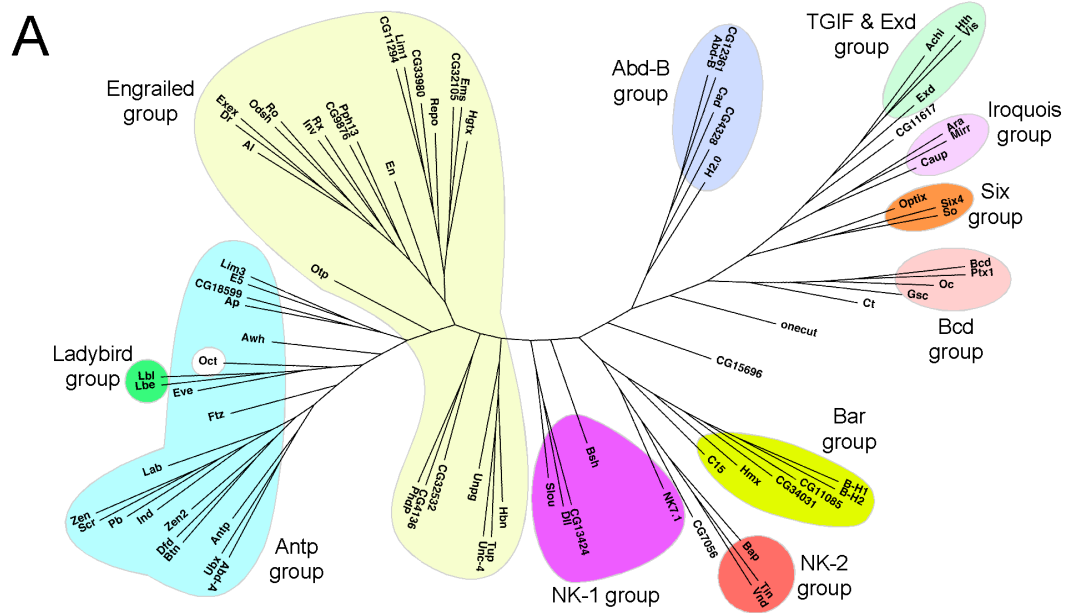 A
Engrailed
group
Exex
Dr
Odsh
Ro
Al
Inv
Rx
CG9876
Pph13
En
CG11294
Lim1
CG33980
Repo
CG32105
Ems
Hgtx
Otp
Abd-B
group
CG12361
Abd-B
Cad
CG4328
H2.0
TGIF & Exd
group
Achi
Hth
Vis
Exd
CG11617
Iroquois
group
Ara
Mirr
Caup
Six
group
Optix
Six4
So
Bcd
Ptx1
Oc
Gsc
Ct
Bcd
group
onecut
CG15696
Lim3
E5
CG18599
Ap
Awh
Oct
Ladybird
group
Lbl
Lbe
Eve
Ftz
Lab
Zen
Scr
Pb
Ind
Zen2
Dfd
Btn
Antp
Ubx
Abd-A
Antp
group
Phdp
CG4136
CG32532
Unpg
Unc-4
Tup
Hbn
Slou
Dll
CG13424
Bsh
NK7.1
NK-1 group
CG7056
Bap
Tin
Vnd
NK-2
group
Bar
group
C15
Hmx
CG34031
CG11085
B-H1
B-H2